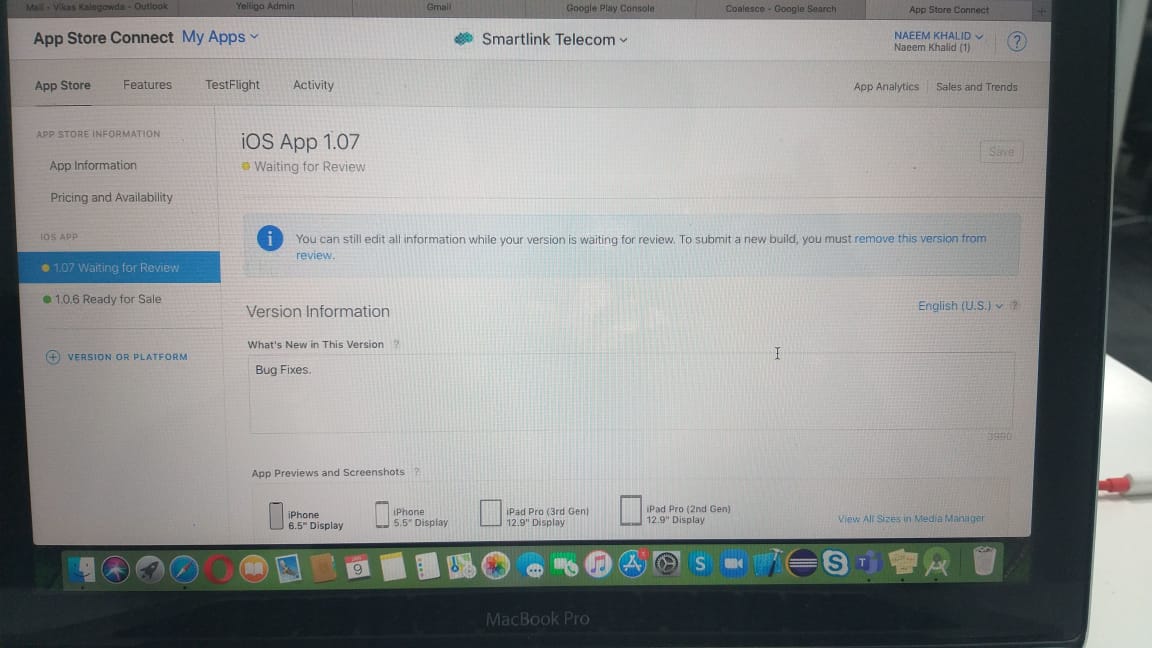 Mail - Vikas Kalegowda - Outlook
Yelligo Admin
Gmail
Google Play Console
Coalesce - Google Search
App Store Connect
App Store Connect My Apps
Smartlink Telecom
NAEEM KHALID
Naeem Khalid (1)
?
App Store
Features
TestFlight
Activity
App Analytics
Sales and Trends
APP STORE INFORMATION
App Information
Pricing and Availability
IOS APP
1.07 Waiting for Review
1.0.6 Ready for Sale
VERSION OR PLATFORM
iOS App 1.07
Waiting for Review
Save
You can still edit all information while your version is waiting for review. To submit a new build, you must remove this version from
review.
Version Information
English (U.S.) ?
What's New in This Version ?
Bug Fixes.
3990
App Previews and Screenshots ?
iPhone
6.5" Display
iPhone
5.5" Display
iPad Pro (3rd Gen)
12.9" Display
iPad Pro (2nd Gen)
12.9" Display
View All Sizes in Media Manager
9
MacBook Pro